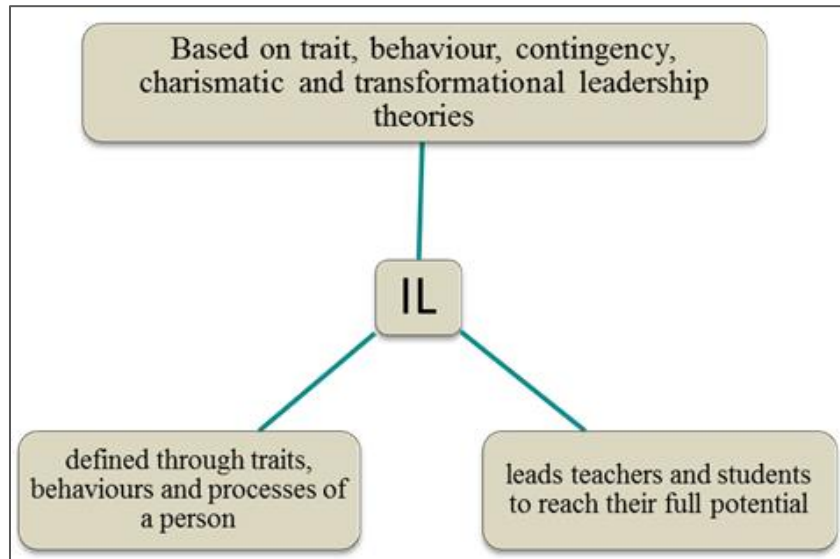 Based on trait, behaviour, contingency,
charismatic and transformational leadership
theories
IL
defined through traits,
behaviours and processes of
a person
leads teachers and students
to reach their full potential